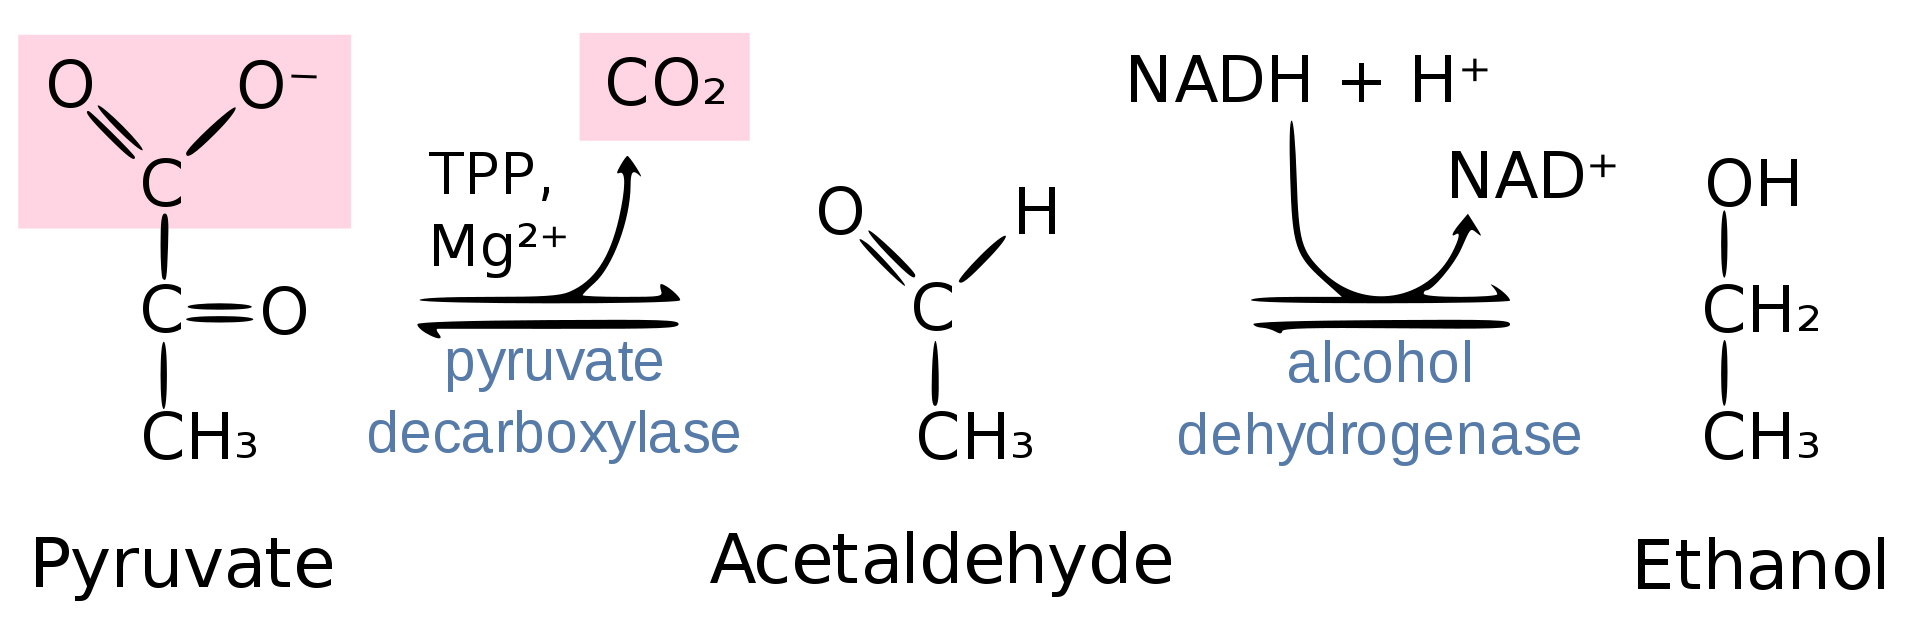 O O⁻
C
C O
CH₃
Pyruvate
TPP,
Mg²⁺
CO₂
pyruvate
decarboxylase
O H
C
CH₃
Acetaldehyde
NADH + H⁺
NAD⁺
alcohol
dehydrogenase
OH
CH₂
CH₃
Ethanol